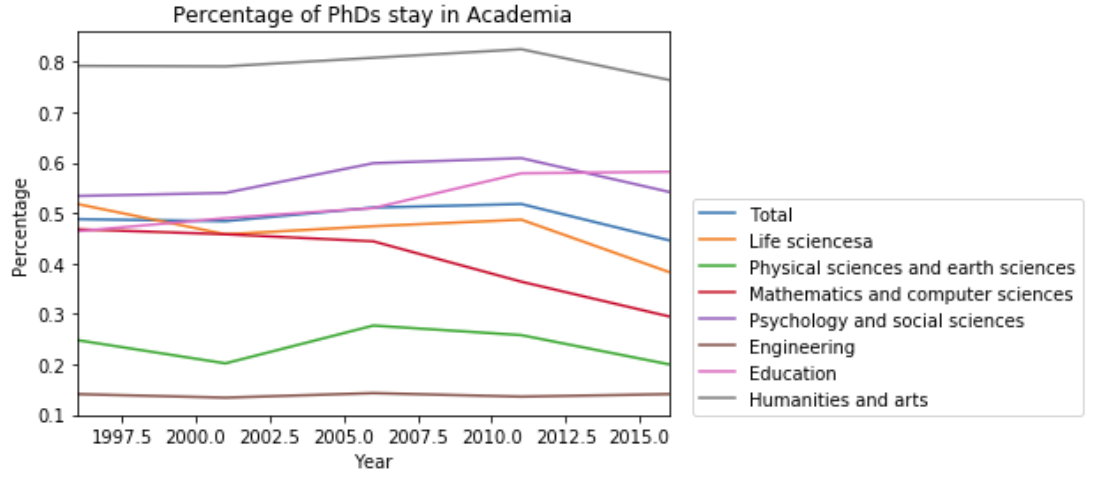 Percentage of PhDs stay in Academia
Percentage
0.8
0.7
0.6
0.5
0.4
0.3
0.2
0.1
1997.5 2000.0 2002.5 2005.0 2007.5 2010.0 2012.5 2015.0
Year
Total
Life sciencesa
Physical sciences and earth sciences
Mathematics and computer sciences
Psychology and social sciences
Engineering
Education
Humanities and arts